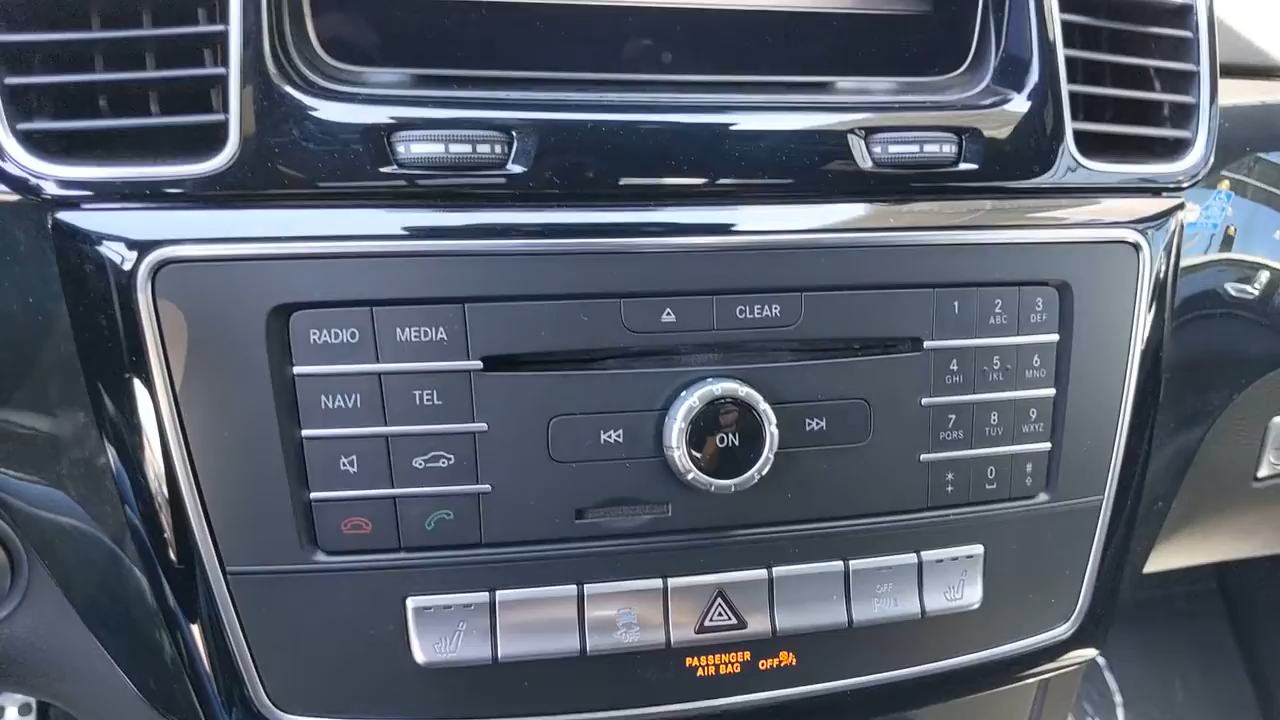 RADIO
MEDIA
NAVI
TEL
CLEAR
ON
1
2
ABC
3
DEF
4
GHI
5
JKL
6
MNO
7
PQRS
8
TUV
9
WXYZ
*
+
0
#
OFF
OFF
PASSENGER
AIR BAG
OFF